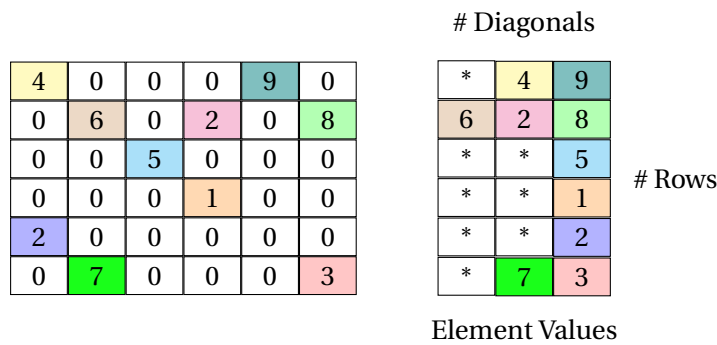 # Diagonals
4 0 0 0 9 0
0 6 0 2 0 8
0 0 5 0 0 0
0 0 0 1 0 0
2 0 0 0 0 0
0 7 0 0 0 3
* 4 9
6 2 8
* * 5
* * 1
* * 2
* 7 3
# Rows
Element Values